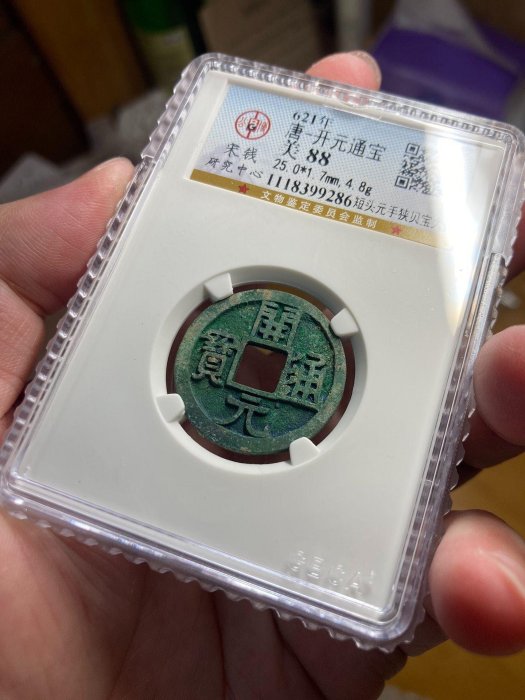 621年
唐-开元通宝
美 88
25.0*1.7mm, 4.8g
宋钱
研究中心
1118399286
短头元手狭贝宝
文物鉴定委员会监制
開
通
元
寶